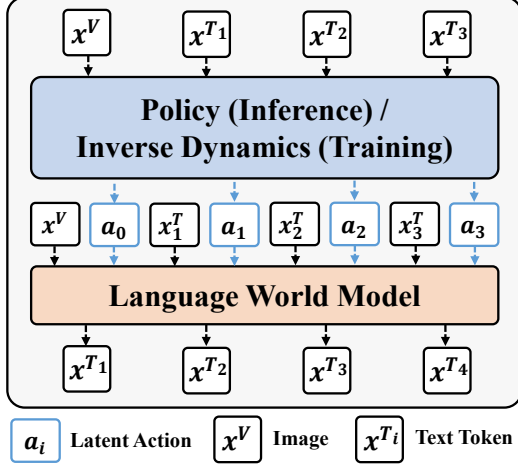 x^V x^{T_1} x^{T_2} x^{T_3}
Policy (Inference) /
Inverse Dynamics (Training)
x^V a_0 x_1^T a_1 x_2^T a_2 x_3^T a_3
Language World Model
x^{T_1} x^{T_2} x^{T_3} x^{T_4}
a_i Latent Action x^V Image x^{T_i} Text Token